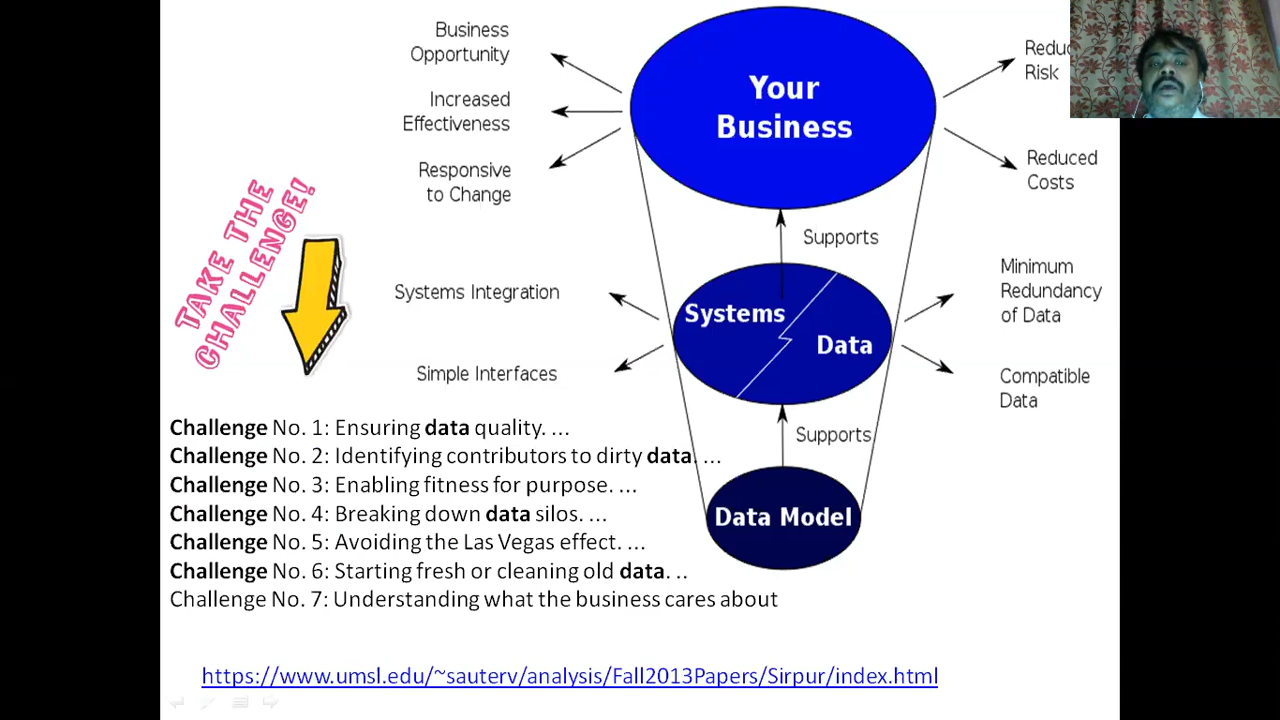 Business
Opportunity
Increased
Effectiveness
Responsive
to Change
Your
Business
Risk
Reduced
Costs
TAKE THE
CHALLENGE!
Supports
Systems Integration
Simple Interfaces
Systems
Data
Minimum
Redundancy
of Data
Compatible
Data
Supports
Data Model
Challenge No. 1: Ensuring data quality. ...
Challenge No. 2: Identifying contributors to dirty data. ...
Challenge No. 3: Enabling fitness for purpose. ...
Challenge No. 4: Breaking down data silos. ...
Challenge No. 5: Avoiding the Las Vegas effect. ...
Challenge No. 6: Starting fresh or cleaning old data. ..
Challenge No. 7: Understanding what the business cares about
https://www.umsl.edu/~sauterv/analysis/Fall2013Papers/Sirpur/index.html